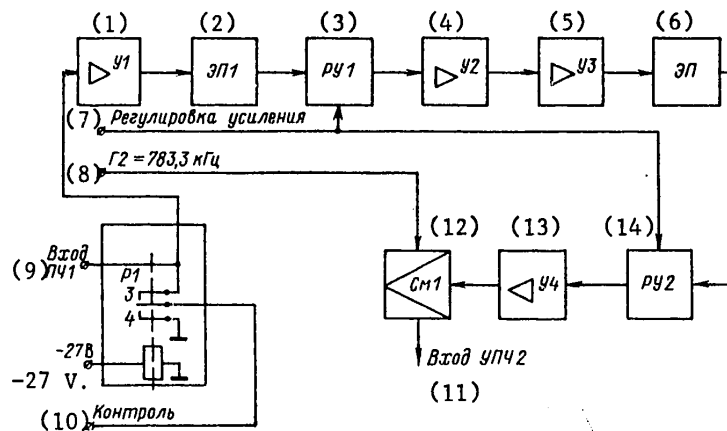 (1) (2) (3) (4) (5) (6)
У1 ЭП1 РУ1 У2 У3 ЭП
(7) Регулировка усиления
(8) Г2 = 783,3 кГц
(12) (13) (14)
(9) Вход ПЧ1
Р1
3
4
См1 У4 РУ2
-27В
-27 V.
Вход УПЧ2
(11)
(10) Контроль